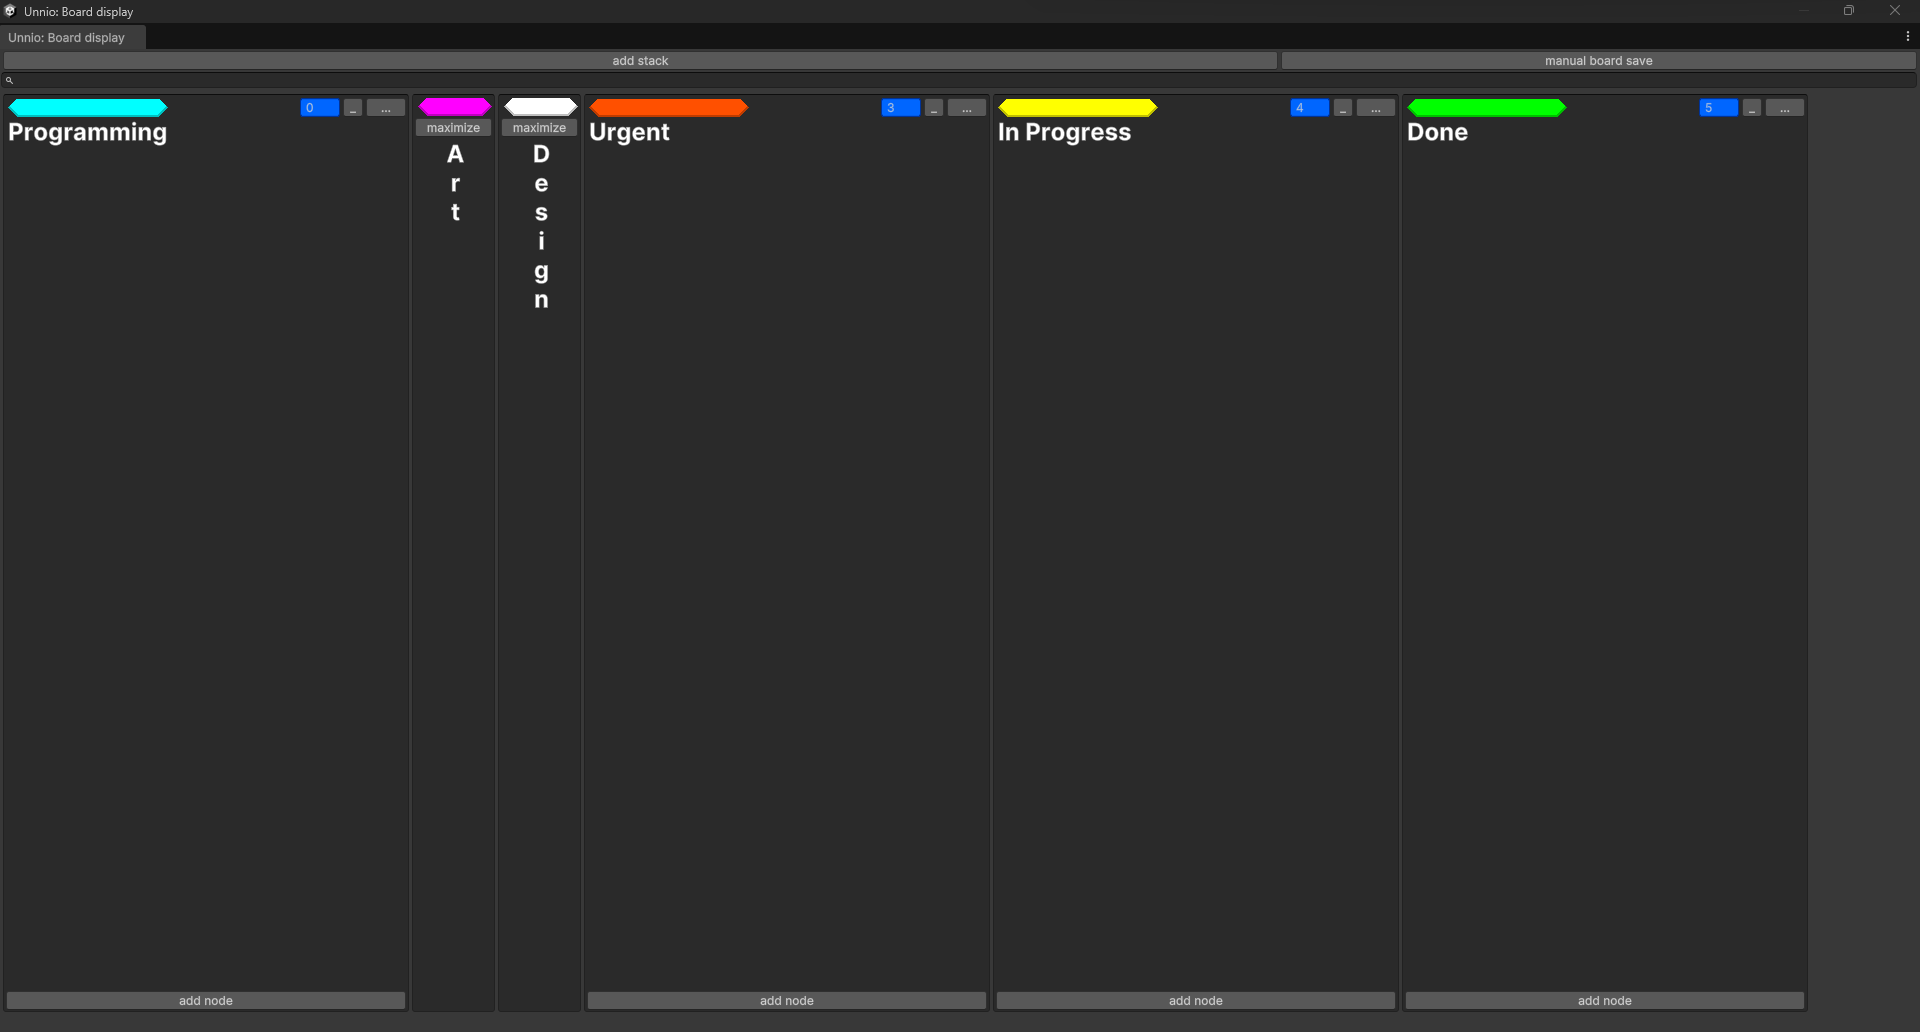 Unnio: Board display
Unnio: Board display
add stack
manual board save
0
_
...
Programming
add node
maximize
A
r
t
maximize
D
e
s
i
g
n
3
_
...
Urgent
add node
4
_
...
In Progress
add node
5
_
...
Done
add node